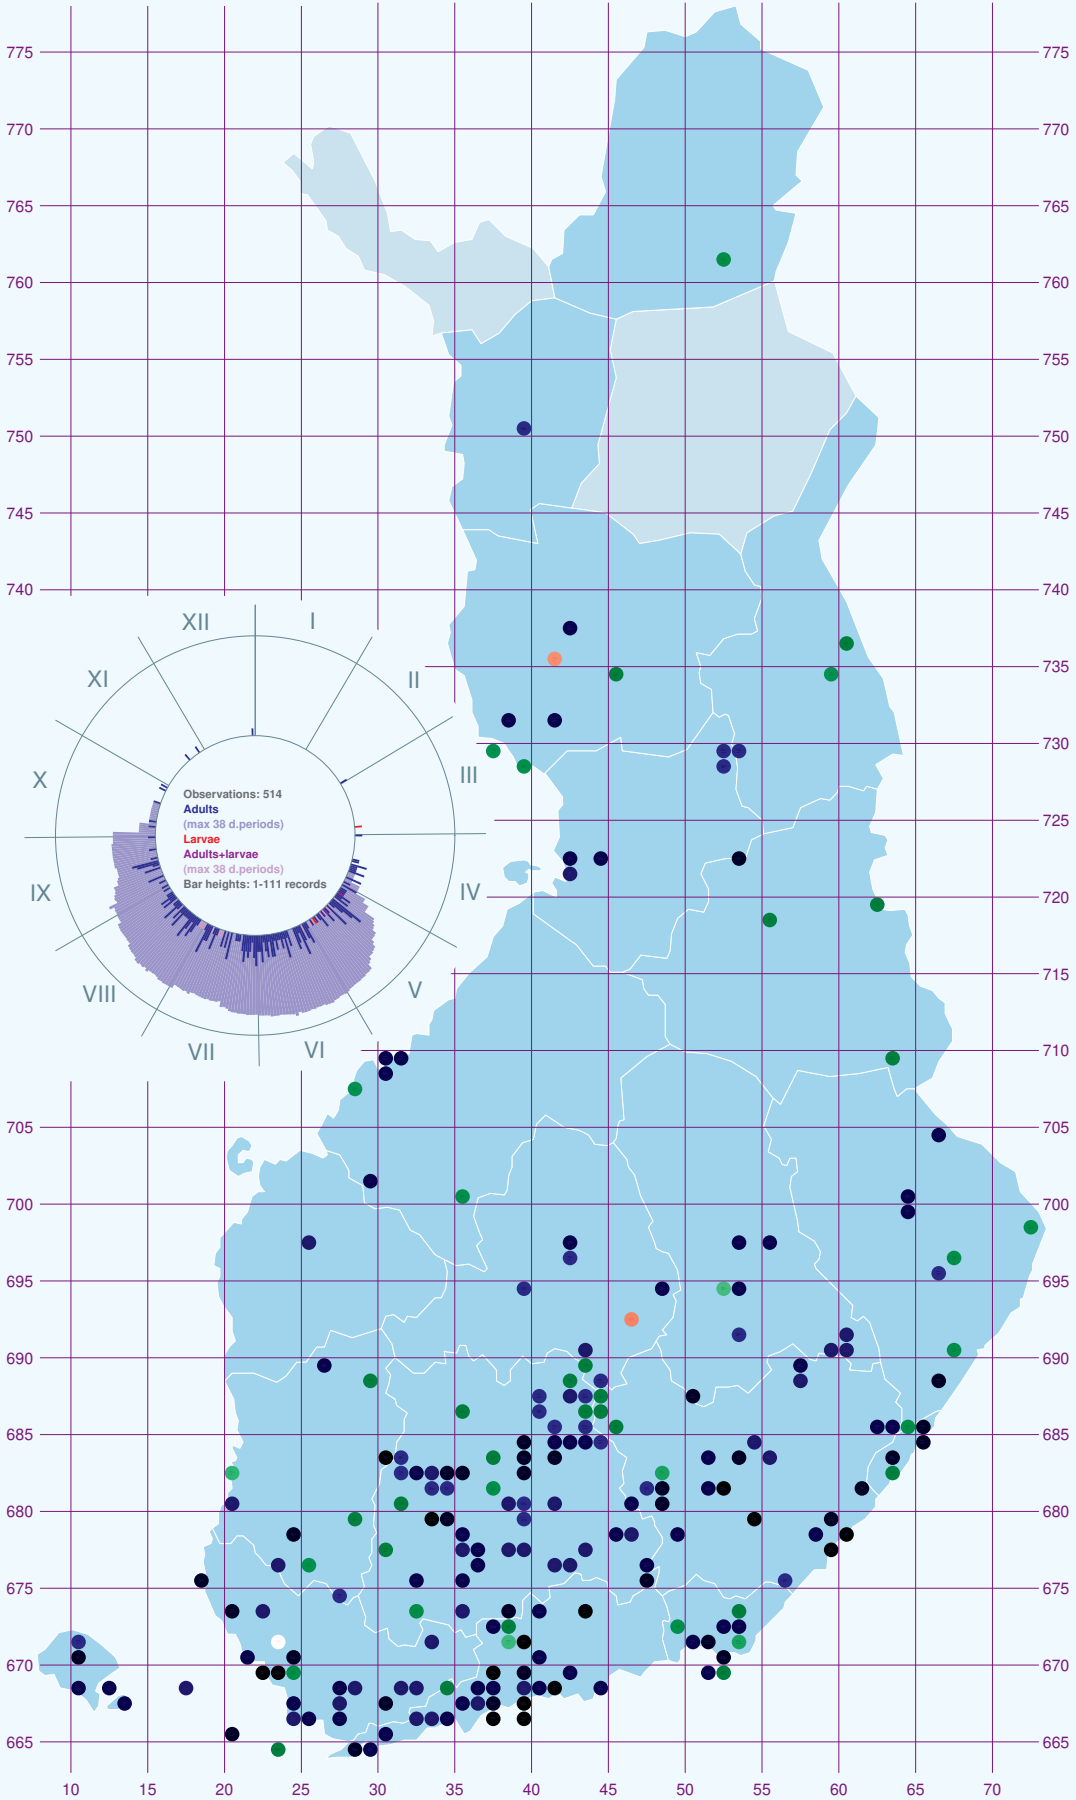 775 775
770 770
765 765
760 760
755 755
750 750
745 745
740 740
XII I
XI II
735 735
730 730
X III
Observations: 514
Adults
(max 38 d.periods)
725 725
Larvae
Adults+larvae
(max 38 d.periods)
Bar heights: 1-111 records
IX IV
720 720
715 715
VIII V
VII VI
710 710
705 705
700 700
695 695
690 690
685 685
680 680
675 675
670 670
665 665
10 15 20 25 30 35 40 45 50 55 60 65 70